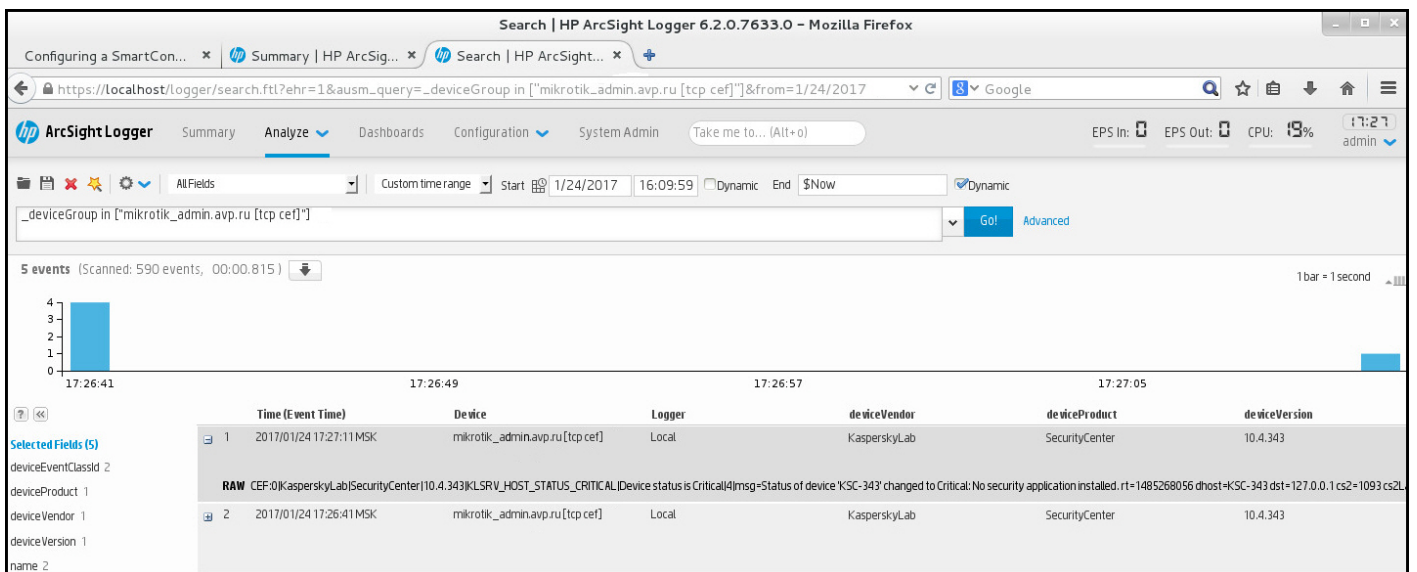 Search | HP ArcSight Logger 6.2.0.7633.0 - Mozilla Firefox
Configuring a SmartCon... × Summary | HP ArcSig... × Search | HP ArcSight... ×
https://localhost/logger/search.ftl?ehr=1&ausm_query=_deviceGroup in ["mikrotik_admin.avp.ru [tcp cef]"]&from=1/24/2017 Google
hp ArcSight Logger Summary Analyze Dashboards Configuration System Admin Take me to... (Alt+o) EPS In: 0 EPS Out: 0 CPU: 19% 17:27
admin
All Fields Custom time range Start 1/24/2017 16:09:59 Dynamic End $Now Dynamic
_deviceGroup in ["mikrotik_admin.avp.ru [tcp cef]"]
Go! Advanced
5 events (Scanned: 590 events, 00:00.815)
1 bar = 1 second
4
3
2
1
0
17:26:41 17:26:49 17:26:57 17:27:05
? « Time (Event Time) Device Logger deviceVendor deviceProduct deviceVersion
Selected Fields (5)
1 2017/01/24 17:27:11 MSK mikrotik_admin.avp.ru [tcp cef] Local KasperskyLab SecurityCenter 10.4.343
deviceEventClassId 2
deviceProduct 1
RAW CEF:0|KasperskyLab|SecurityCenter|10.4.343|KLSRV_HOST_STATUS_CRITICAL|Device status is Critical|4|msg=Status of device 'KSC-343' changed to Critical: No security application installed. rt=1485268056 dhost=KSC-343 dst=127.0.0.1 cs2=1093 cs2L
deviceVendor 1
2 2017/01/24 17:26:41 MSK mikrotik_admin.avp.ru [tcp cef] Local KasperskyLab SecurityCenter 10.4.343
deviceVersion 1
name 2